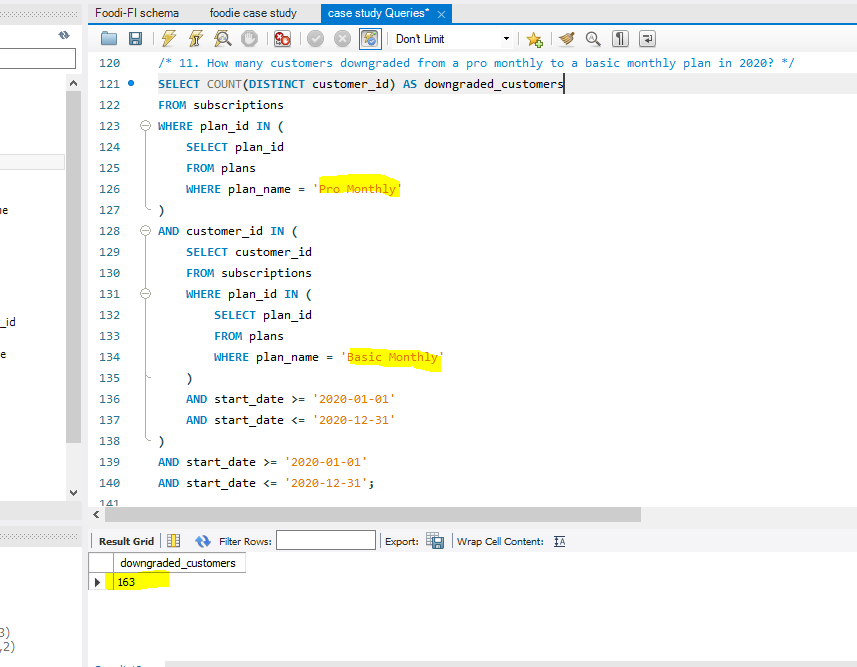 Foodi-FI schema foodie case study case study Queries*
Don't Limit
120 /* 11. How many customers downgraded from a pro monthly to a basic monthly plan in 2020? */
121 SELECT COUNT(DISTINCT customer_id) AS downgraded_customers
122 FROM subscriptions
123 WHERE plan_id IN (
124 SELECT plan_id
125 FROM plans
126 WHERE plan_name = 'Pro Monthly'
127 )
128 AND customer_id IN (
129 SELECT customer_id
130 FROM subscriptions
131 WHERE plan_id IN (
132 SELECT plan_id
133 FROM plans
134 WHERE plan_name = 'Basic Monthly'
135 )
136 AND start_date >= '2020-01-01'
137 AND start_date <= '2020-12-31'
138 )
139 AND start_date >= '2020-01-01'
140 AND start_date <= '2020-12-31';
141
Result Grid Filter Rows: Export: Wrap Cell Content:
downgraded_customers
163
ne
_id
e
3)
,2)